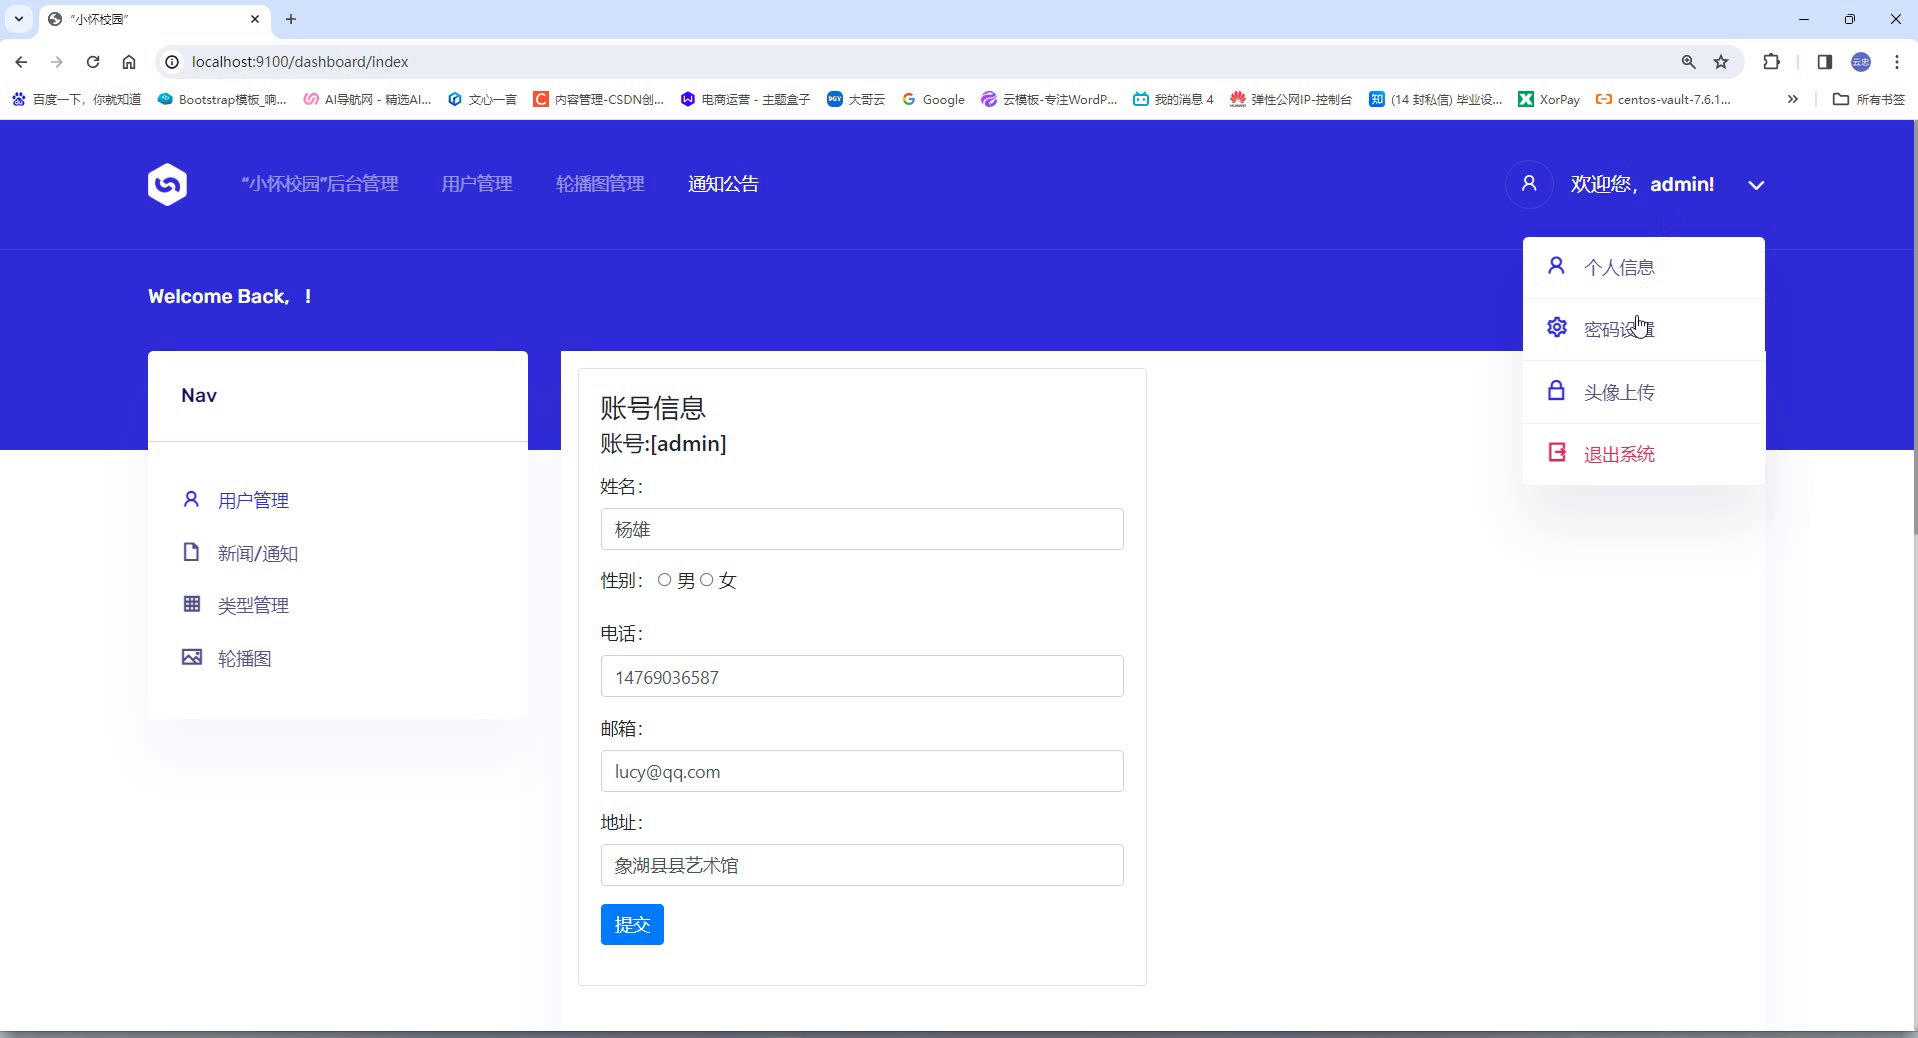 “小怀校园”
localhost:9100/dashboard/index
百度一下，你就知道
Bootstrap模板_响...
AI导航网 - 精选AI...
文心一言
内容管理-CSDN创...
电商运营 - 主题盒子
大哥云
Google
云模板-专注WordP...
我的消息 4
弹性公网IP-控制台
(14 封私信) 毕业设...
XorPay
centos-vault-7.6.1...
所有书签
“小怀校园”后台管理
用户管理
轮播图管理
通知公告
欢迎您，admin!
个人信息
密码设置
头像上传
退出系统
Welcome Back, ！
Nav
用户管理
新闻/通知
类型管理
轮播图
账号信息
账号:[admin]
姓名：
杨雄
性别： 男 女
电话：
14769036587
邮箱：
lucy@qq.com
地址：
象湖县县艺术馆
提交